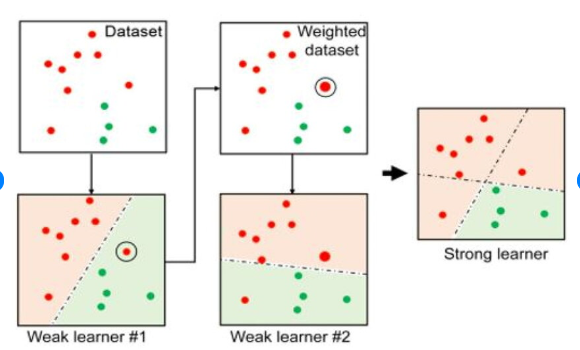 Dataset
Weighted
dataset
Weak learner #1
Weak learner #2
Strong learner